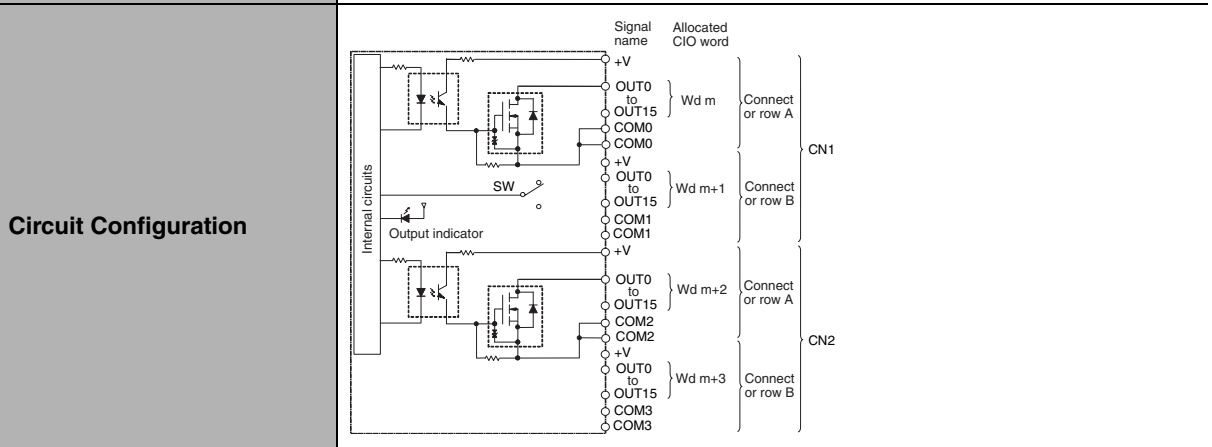 Circuit Configuration
Internal circuits
SW
Output indicator
Signal
name
Allocated
CIO word
+V
OUT0
to
OUT15
COM0
COM0
Wd m
Connect
or row A
+V
OUT0
to
OUT15
COM1
COM1
Wd m+1
Connect
or row B
CN1
+V
OUT0
to
OUT15
COM2
COM2
Wd m+2
Connect
or row A
+V
OUT0
to
OUT15
COM3
COM3
Wd m+3
Connect
or row B
CN2